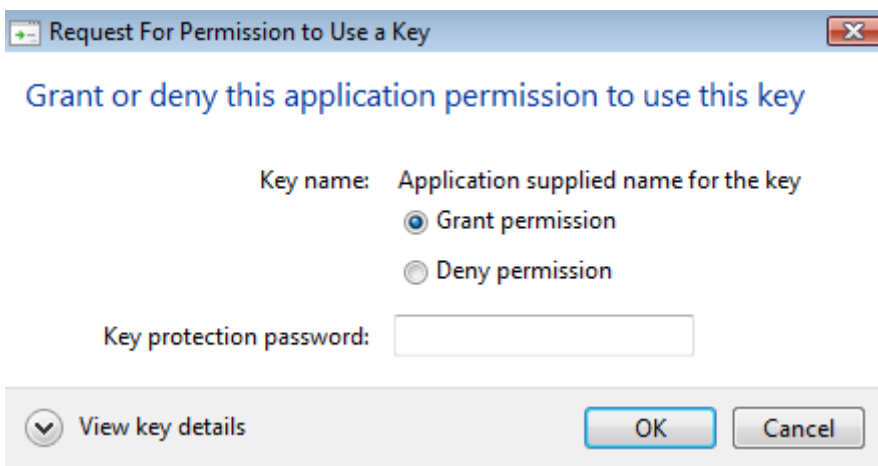 Request For Permission to Use a Key
Grant or deny this application permission to use this key
Key name: Application supplied name for the key
Grant permission
Deny permission
Key protection password:
View key details OK Cancel